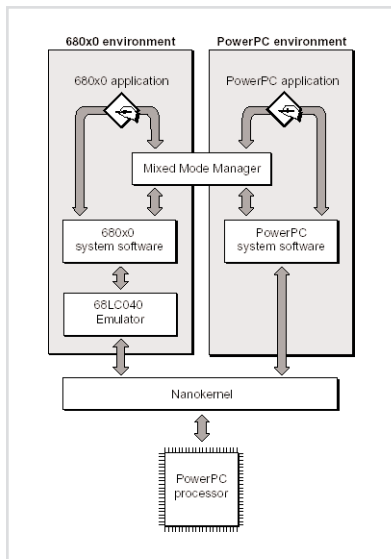 680x0 environment
PowerPC environment
680x0 application
PowerPC application
Mixed Mode Manager
680x0
system software
PowerPC
system software
68LC040
Emulator
Nanokernel
PowerPC
processor